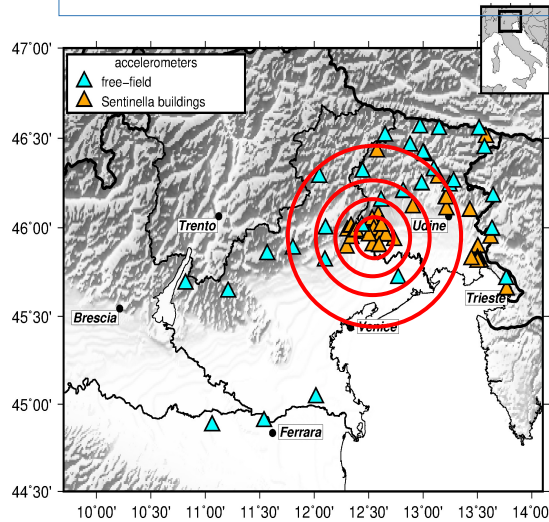 47°00'
accelerometers
free-field
Sentinella buildings
46°30'
46°00'
Trento
Udine
45°30'
Brescia
Venice
Trieste
45°00'
Ferrara
44°30'
10°00' 10°30' 11°00' 11°30' 12°00' 12°30' 13°00' 13°30' 14°00'